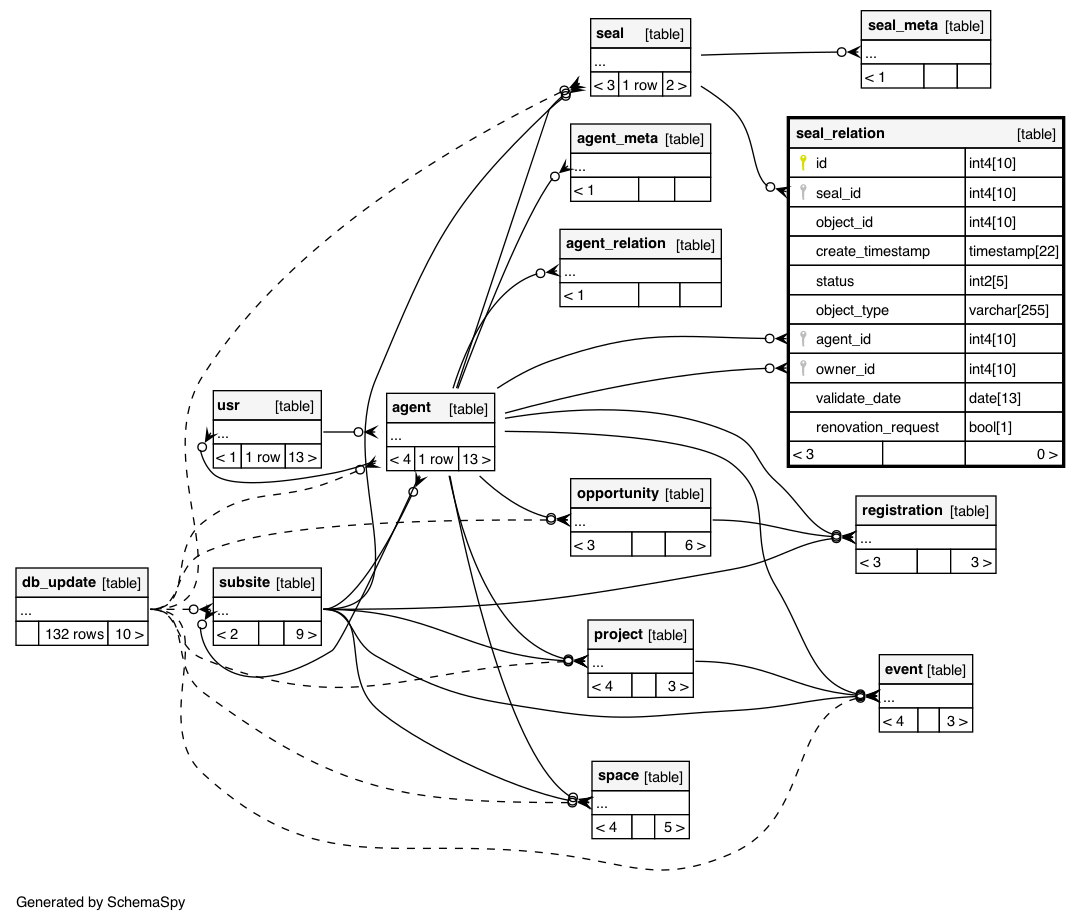 seal [table]
...
< 3 1 row 2 >
seal_meta [table]
...
< 1
agent_meta [table]
...
< 1
seal_relation [table]
id int4[10]
seal_id int4[10]
object_id int4[10]
create_timestamp timestamp[22]
status int2[5]
object_type varchar[255]
agent_id int4[10]
owner_id int4[10]
validate_date date[13]
renovation_request bool[1]
< 3 0 >
agent_relation [table]
...
< 1
usr [table]
...
< 1 1 row 13 >
agent [table]
...
< 4 1 row 13 >
opportunity [table]
...
< 3 6 >
registration [table]
...
< 3 3 >
db_update [table]
...
132 rows 10 >
subsite [table]
...
< 2 9 >
project [table]
...
< 4 3 >
event [table]
...
< 4 3 >
space [table]
...
< 4 5 >
Generated by SchemaSpy